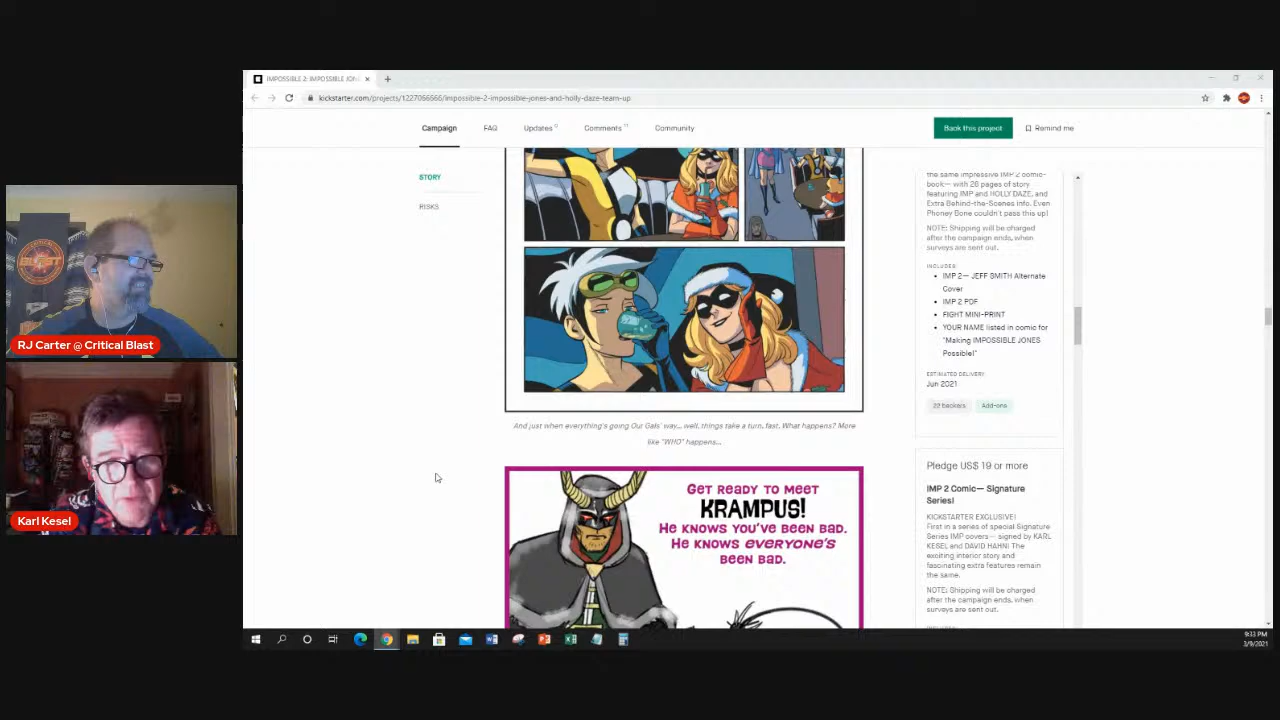 IMPOSSIBLE 2: IMPOSSIBLE JON
kickstarter.com/projects/1227066566/impossible-2-impossible-jones-and-holly-daze-team-up
Campaign
FAQ
Updates
Comments
Community
Back this project
Remind me
STORY
RISKS
the same impressive IMP 2 comic-
book— with 26 pages of story
featuring IMP and HOLLY DAZE, and
Extra Behind-the-Scenes info. Even
Phoney Bone couldn't pass this up!
NOTE: Shipping will be charged
after the campaign ends, when
surveys are sent out.
INCLUDES:
IMP 2— JEFF SMITH Alternate
Cover
IMP 2 PDF
FIGHT MINI-PRINT
YOUR NAME listed in comic for
"Making IMPOSSIBLE JONES
Possible!"
ESTIMATED DELIVERY
Jun 2021
22 backers
Add-ons
And just when everything's going Our Gals' way... well, things take a turn, fast. What happens? More
like "WHO" happens...
GET READY TO MEET
KRAMPUS!
HE KNOWS YOU'VE BEEN BAD.
HE KNOWS EVERYONE'S
BEEN BAD.
Pledge US$ 19 or more
IMP 2 Comic— Signature
Series!
KICKSTARTER EXCLUSIVE!
First in a series of special Signature
Series IMP covers— signed by KARL
KESEL and DAVID HAHN! The
exciting interior story and
fascinating extra features remain
the same.
NOTE: Shipping will be charged
after the campaign ends, when
surveys are sent out.
RJ Carter @ Critical Blast
Karl Kesel
9:33 PM
3/9/2021